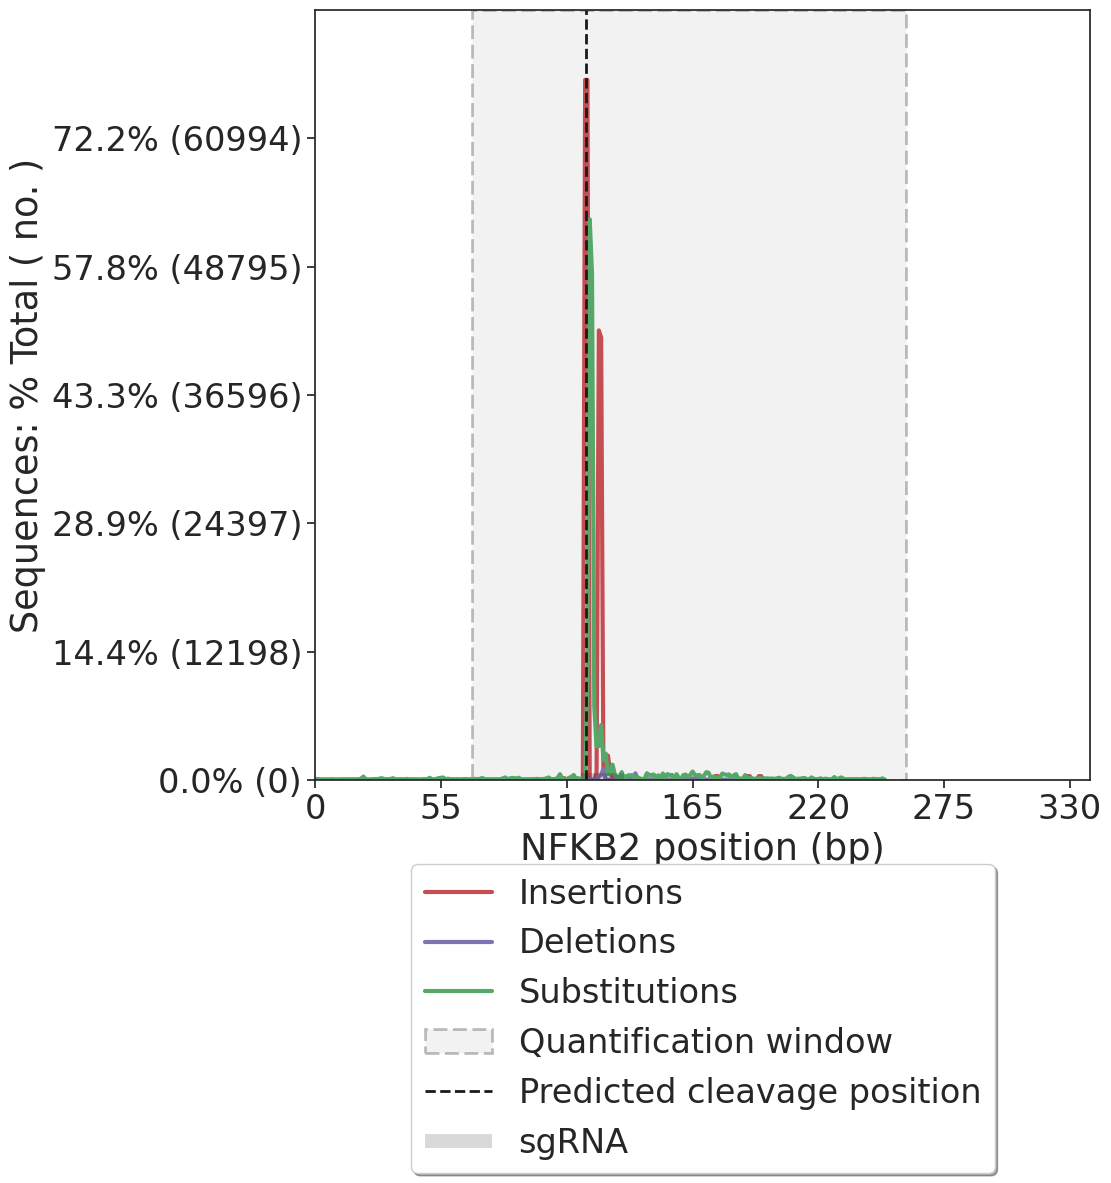 Sequences: % Total ( no. )
72.2% (60994)
57.8% (48795)
43.3% (36596)
28.9% (24397)
14.4% (12198)
0.0% (0)
0 55 110 165 220 275 330
NFKB2 position (bp)
Insertions
Deletions
Substitutions
Quantification window
Predicted cleavage position
sgRNA